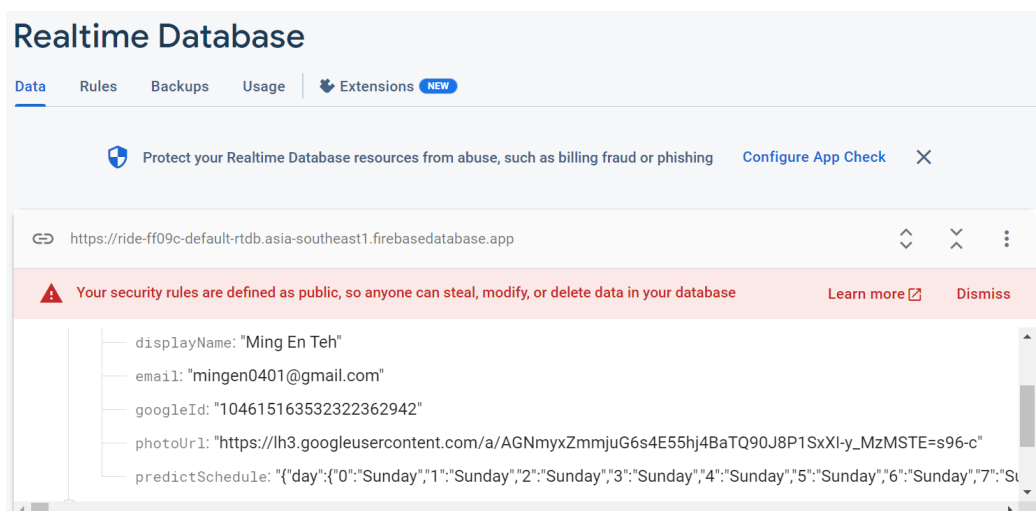 Realtime Database
Data Rules Backups Usage Extensions NEW
Protect your Realtime Database resources from abuse, such as billing fraud or phishing Configure App Check
https://ride-ff09c-default-rtdb.asia-southeast1.firebasedatabase.app
Your security rules are defined as public, so anyone can steal, modify, or delete data in your database Learn more Dismiss
displayName: "Ming En Teh"
email: "mingen0401@gmail.com"
googleId: "104615163532322362942"
photoUrl: "https://lh3.googleusercontent.com/a/AGNmyxZmmjuG6s4E55hj4BaTQ90J8P1SxXI-y_MzMSTE=s96-c"
predictSchedule: "{"day":{"0":"Sunday","1":"Sunday","2":"Sunday","3":"Sunday","4":"Sunday","5":"Sunday","6":"Sunday","7":"Su